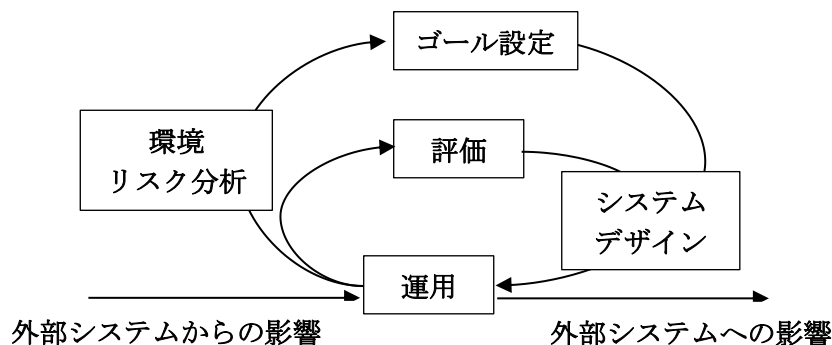 ゴール設定
環境
リスク分析
評価
システム
デザイン
運用
外部システムからの影響
外部システムへの影響